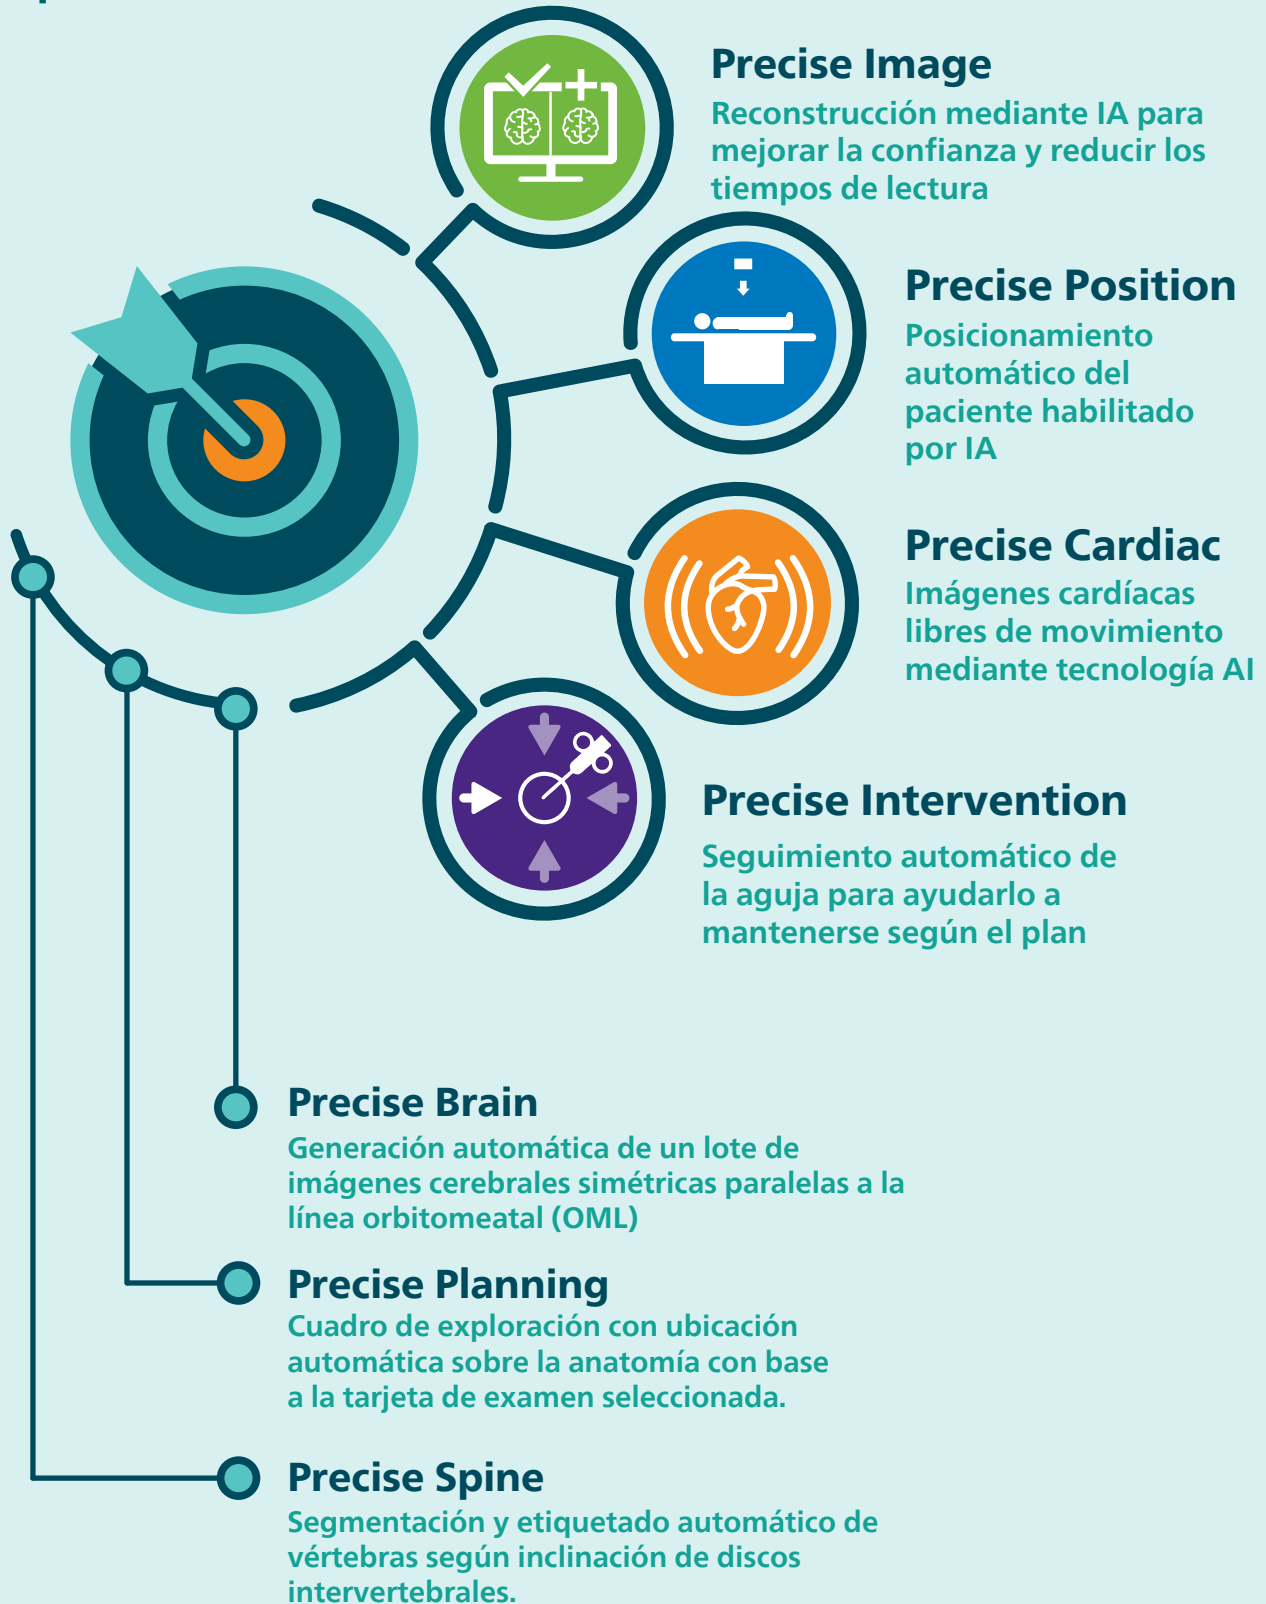 Precise Image
Reconstrucción mediante IA para
mejorar la confianza y reducir los
tiempos de lectura
Precise Position
Posicionamiento
automático del
paciente habilitado
por IA
Precise Cardiac
Imágenes cardíacas
libres de movimiento
mediante tecnología AI
Precise Intervention
Seguimiento automático de
la aguja para ayudarlo a
mantenerse según el plan
Precise Brain
Generación automática de un lote de
imágenes cerebrales simétricas paralelas a la
línea orbitomeatal (OML)
Precise Planning
Cuadro de exploración con ubicación
automática sobre la anatomía con base
a la tarjeta de examen seleccionada.
Precise Spine
Segmentación y etiquetado automático de
vértebras según inclinación de discos
intervertebrales.